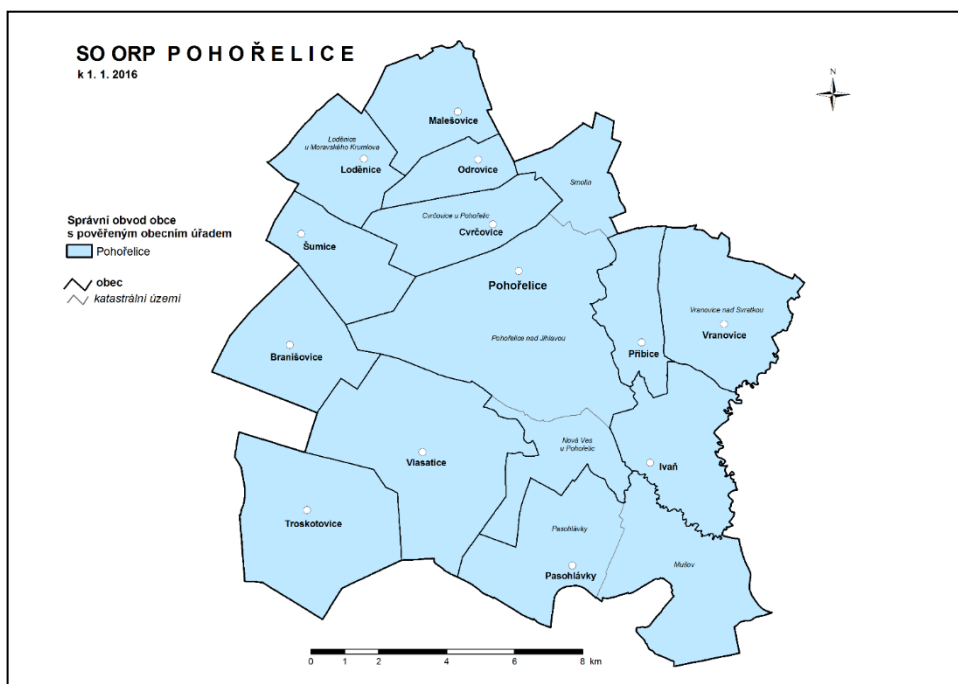 SO ORP P O H O Ř E L I C E
k 1. 1. 2016
N
Malešovice
Loděnice
u Moravského Krumlova
Loděnice
Odrovice
Smolín
Cvrčovice u Pohořelic
Cvrčovice
Správní obvod obce
s pověřeným obecním úřadem
Pohořelice
Šumice
obec
katastrální území
Pohořelice
Vranovice nad Svratkou
Vranovice
Pohořelice nad Jihlavou
Přibice
Branišovice
Nová Ves
u Pohořelic
Vlasatice
Ivaň
Troskotovice
Pasohlávky
Pasohlávky
Mušov
0 1 2 4 6 8 km